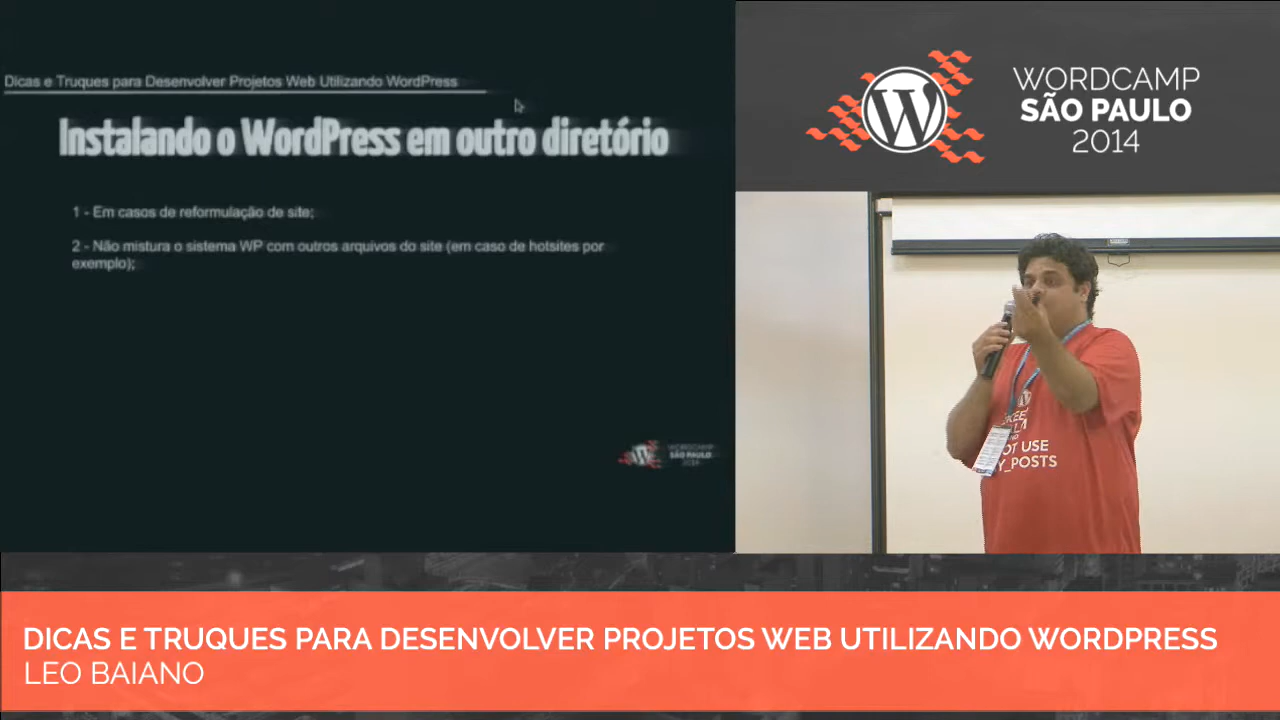 Dicas e Truques para Desenvolver Projetos Web Utilizando WordPress
Instalando o WordPress em outro diretório
1 - Em casos de reformulação de site;
2 - Não mistura o sistema WP com outros arquivos do site (em caso de hotsites por
exemplo);
WORDCAMP
SÃO PAULO
2014
WORDCAMP
SÃO PAULO
2014
OT USE
Y_POSTS
DICAS E TRUQUES PARA DESENVOLVER PROJETOS WEB UTILIZANDO WORDPRESS
LEO BAIANO